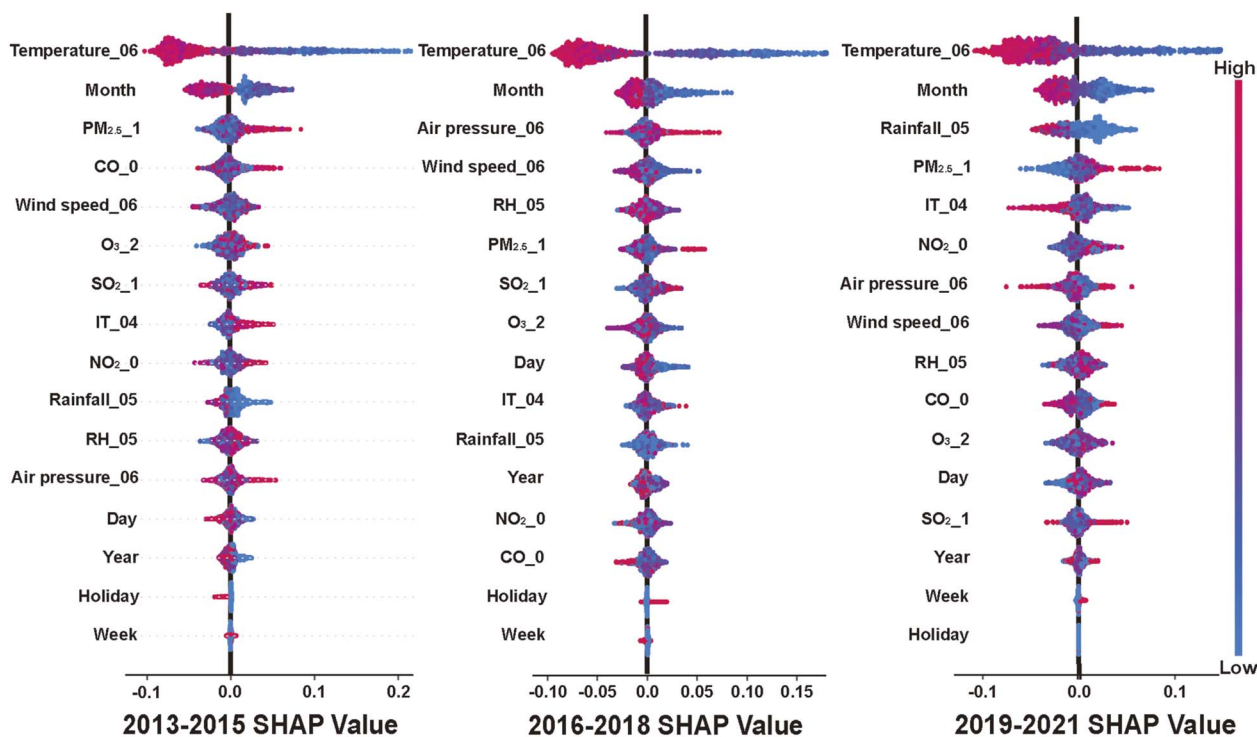 Temperature_06
Month
PM2.5_1
CO_0
Wind speed_06
O3_2
SO2_1
IT_04
NO2_0
Rainfall_05
RH_05
Air pressure_06
Day
Year
Holiday
Week
-0.1 0.0 0.1 0.2
2013-2015 SHAP Value
Temperature_06
Month
Air pressure_06
Wind speed_06
RH_05
PM2.5_1
SO2_1
O3_2
Day
IT_04
Rainfall_05
Year
NO2_0
CO_0
Holiday
Week
-0.10 -0.05 0.0 0.05 0.10 0.15
2016-2018 SHAP Value
Temperature_06
Month
Rainfall_05
PM2.5_1
IT_04
NO2_0
Air pressure_06
Wind speed_06
RH_05
CO_0
O3_2
Day
SO2_1
Year
Week
Holiday
-0.1 0.0 0.1
2019-2021 SHAP Value
High
Low